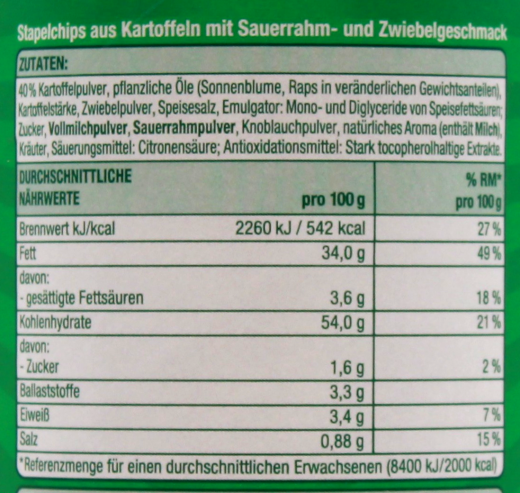 Stapelchips aus Kartoffeln mit Sauerrahm- und Zwiebelgeschmack
ZUTATEN:
40% Kartoffelpulver, pflanzliche Öle (Sonnenblume, Raps in veränderlichen Gewichtsanteilen),
Kartoffelstärke, Zwiebelpulver, Speisesalz, Emulgator: Mono- und Diglyceride von Speisefettsäuren;
Zucker, Vollmilchpulver, Sauerrahmpulver, Knoblauchpulver, natürliches Aroma (enthält Milch),
Kräuter, Säuerungsmittel: Citronensäure; Antioxidationsmittel: Stark tocopherolhaltige Extrakte.
DURCHSCHNITTLICHE NÄHRWERTE pro 100 g % RM* pro 100 g
Brennwert kJ/kcal 2260 kJ / 542 kcal 27 %
Fett 34,0 g 49 %
davon:
- gesättigte Fettsäuren 3,6 g 18 %
Kohlenhydrate 54,0 g 21 %
davon:
- Zucker 1,6 g 2 %
Ballaststoffe 3,3 g
Eiweiß 3,4 g 7 %
Salz 0,88 g 15 %
*Referenzmenge für einen durchschnittlichen Erwachsenen (8400 kJ/2000 kcal)